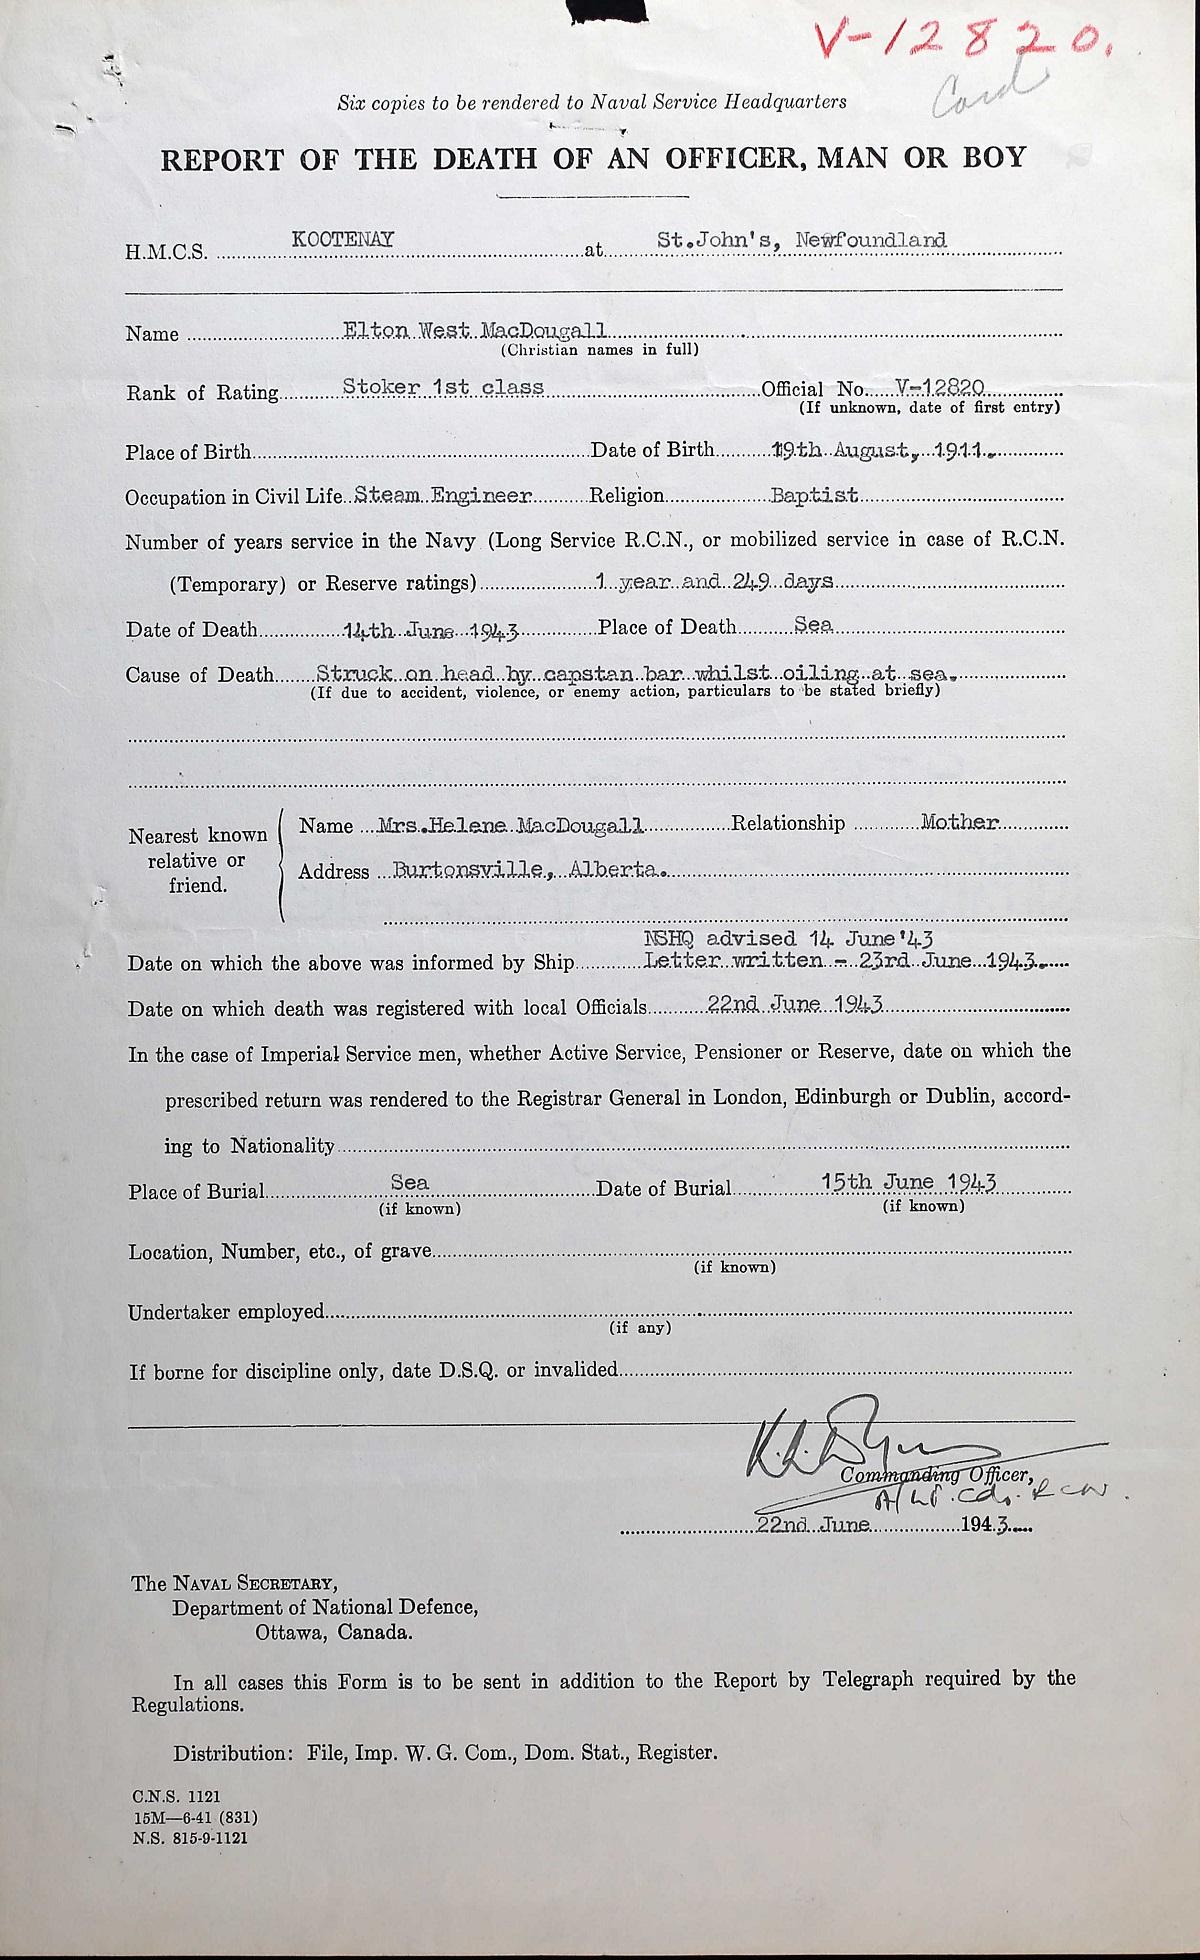 V-12820.
Card
Six copies to be rendered to Naval Service Headquarters
REPORT OF THE DEATH OF AN OFFICER, MAN OR BOY
H.M.C.S. KOOTENAY at St.John's, Newfoundland
Name Elton West MacDougall
(Christian names in full)
Rank of Rating Stoker 1st class Official No. V-12820
(If unknown, date of first entry)
Place of Birth Date of Birth 19th August, 1911.
Occupation in Civil Life Steam Engineer Religion Baptist
Number of years service in the Navy (Long Service R.C.N., or mobilized service in case of R.C.N.
(Temporary) or Reserve ratings) 1 year and 249 days
Date of Death 14th June 1943 Place of Death Sea
Cause of Death Struck on head by capstan bar whilst oiling at sea.
(If due to accident, violence, or enemy action, particulars to be stated briefly)
Nearest known relative or friend.
Name Mrs.Helene MacDougall Relationship Mother
Address Burtonsville, Alberta.
NSHQ advised 14 June'43
Date on which the above was informed by Ship Letter written - 23rd June 1943.
Date on which death was registered with local Officials 22nd June 1943
In the case of Imperial Service men, whether Active Service, Pensioner or Reserve, date on which the
prescribed return was rendered to the Registrar General in London, Edinburgh or Dublin, accord-
ing to Nationality
Place of Burial Sea Date of Burial 15th June 1943
(if known) (if known)
Location, Number, etc., of grave
(if known)
Undertaker employed
(if any)
If borne for discipline only, date D.S.Q. or invalided
Commanding Officer,
A/Lt. Cdr. RCN.
22nd June 1943
The NAVAL SECRETARY,
Department of National Defence,
Ottawa, Canada.
In all cases this Form is to be sent in addition to the Report by Telegraph required by the
Regulations.
Distribution: File, Imp. W. G. Com., Dom. Stat., Register.
C.N.S. 1121
15M—6-41 (831)
N.S. 815-9-1121